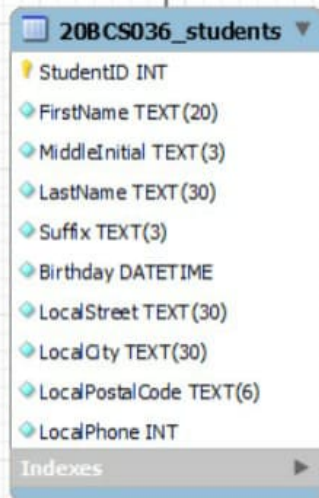 20BCS036_students
StudentID INT
FirstName TEXT(20)
MiddleInitial TEXT(3)
LastName TEXT(30)
Suffix TEXT(3)
Birthday DATETIME
LocalStreet TEXT(30)
LocalCity TEXT(30)
LocalPostalCode TEXT(6)
LocalPhone INT
Indexes